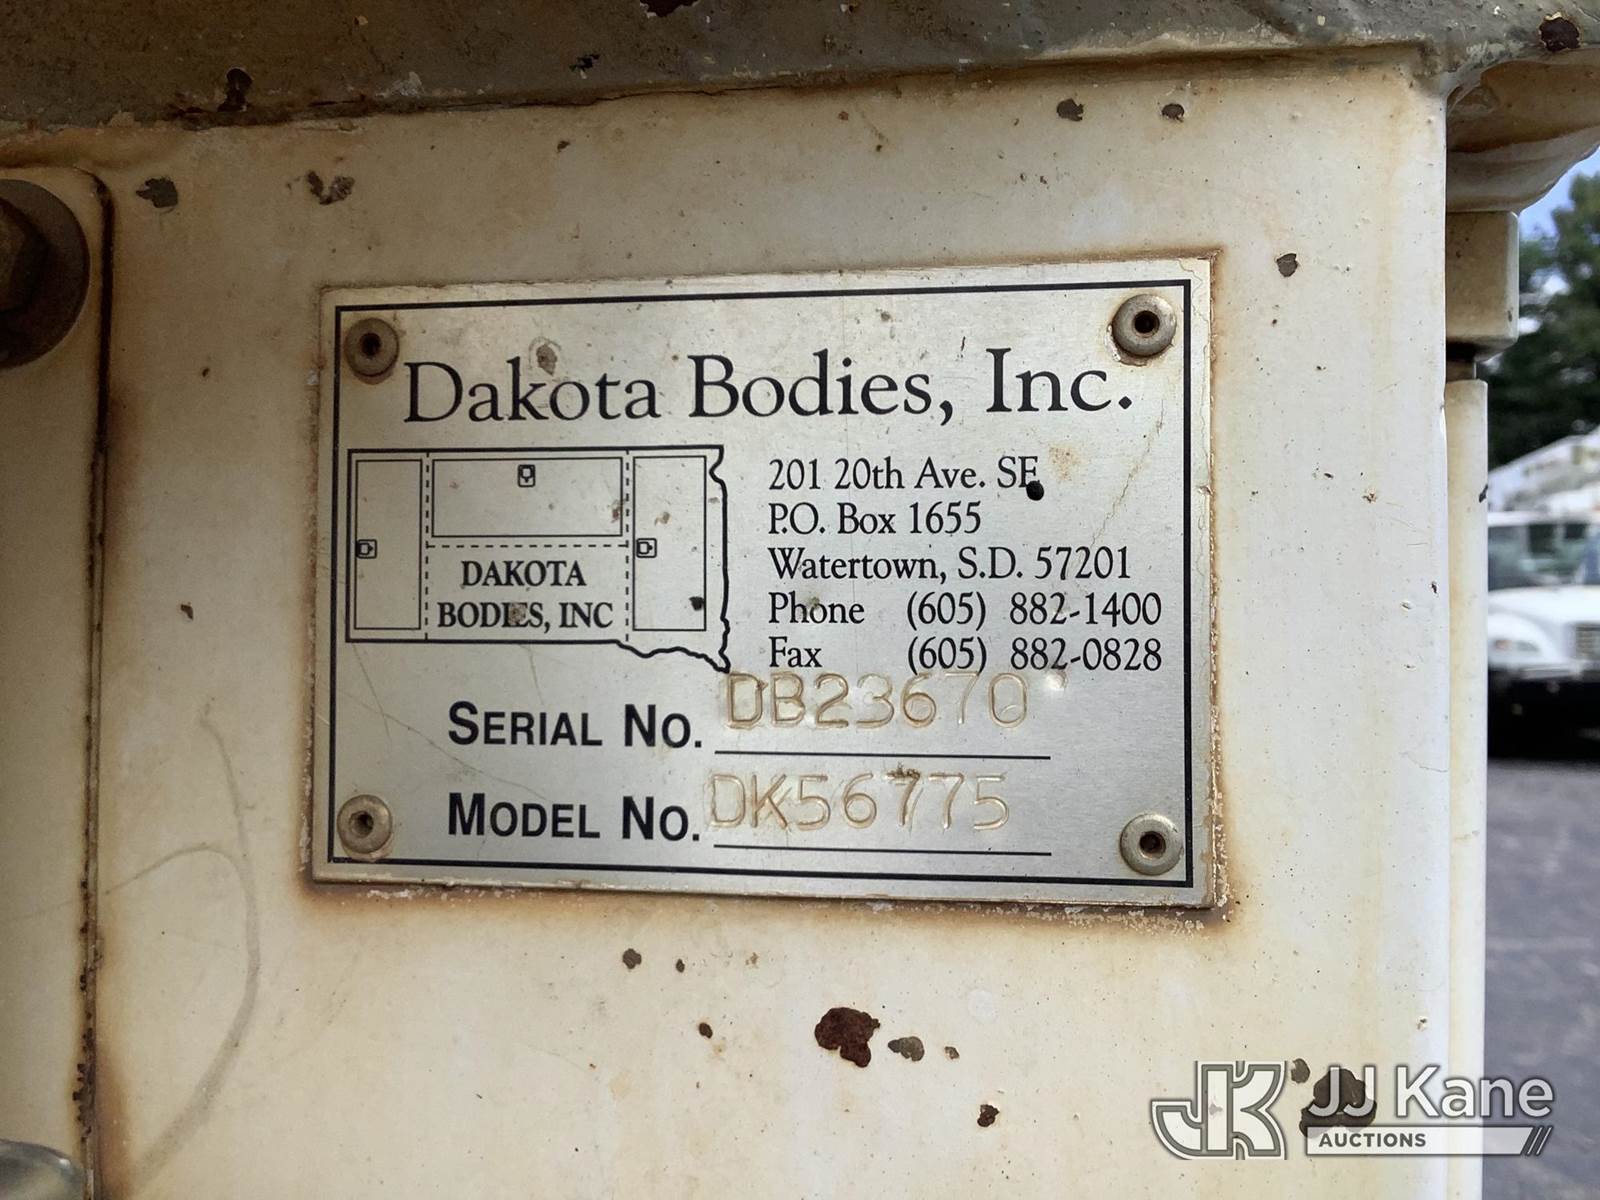 Dakota Bodies, Inc.
201 20th Ave. SE
P.O. Box 1655
Watertown, S.D. 57201
Phone (605) 882-1400
Fax (605) 882-0828
DAKOTA
BODIES, INC
SERIAL NO. DB23670
MODEL NO. DK56775
JK JJ Kane
AUCTIONS